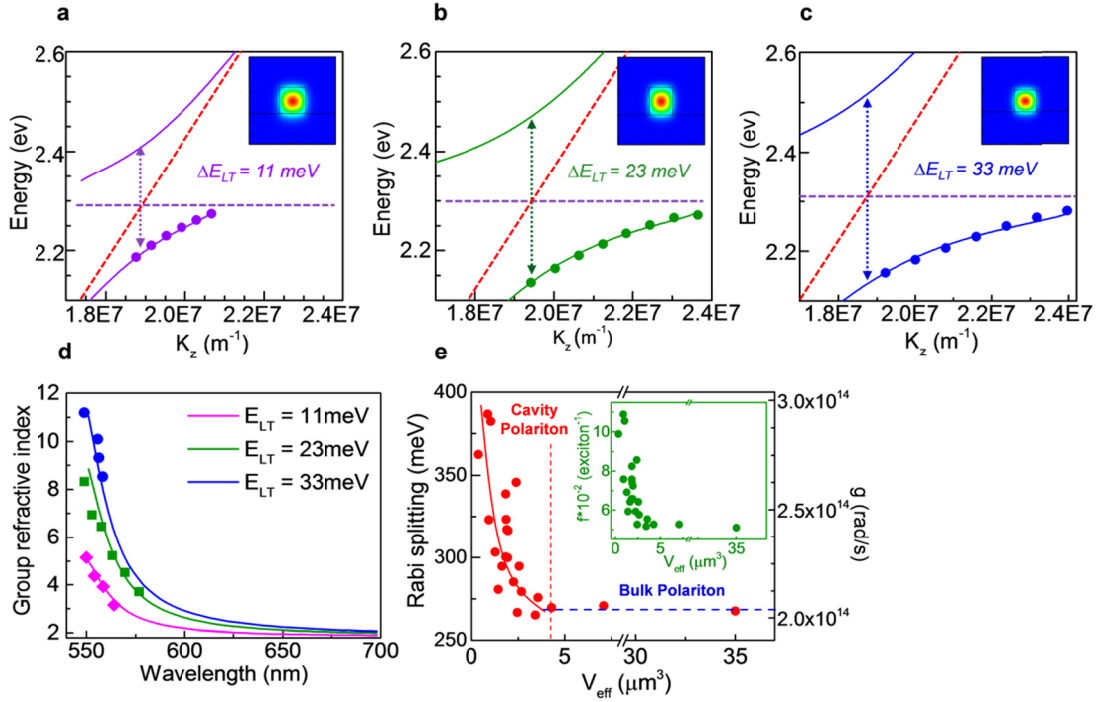 a
b
c
2.6
2.4
2.2
Energy (ev)
ΔE_LT = 11 meV
1.8E7 2.0E7 2.2E7 2.4E7
K_z (m⁻¹)
2.6
2.4
2.2
Energy (ev)
ΔE_LT = 23 meV
1.8E7 2.0E7 2.2E7 2.4E7
K_z (m⁻¹)
2.6
2.4
2.2
Energy (ev)
ΔE_LT = 33 meV
1.8E7 2.0E7 2.2E7 2.4E7
K_z (m⁻¹)
d
12
10
8
6
4
2
Group refractive index
E_LT = 11meV
E_LT = 23meV
E_LT = 33meV
550 600 650 700
Wavelength (nm)
e
400
350
300
250
Rabi splitting (meV)
Cavity
Polariton
Bulk Polariton
10
8
6
f*10⁻² (exciton⁻¹)
0 5 35
V_eff (μm³)
3.0x10¹⁴
2.5x10¹⁴
2.0x10¹⁴
g (rad/s)
0 5 30 35
V_eff (μm³)